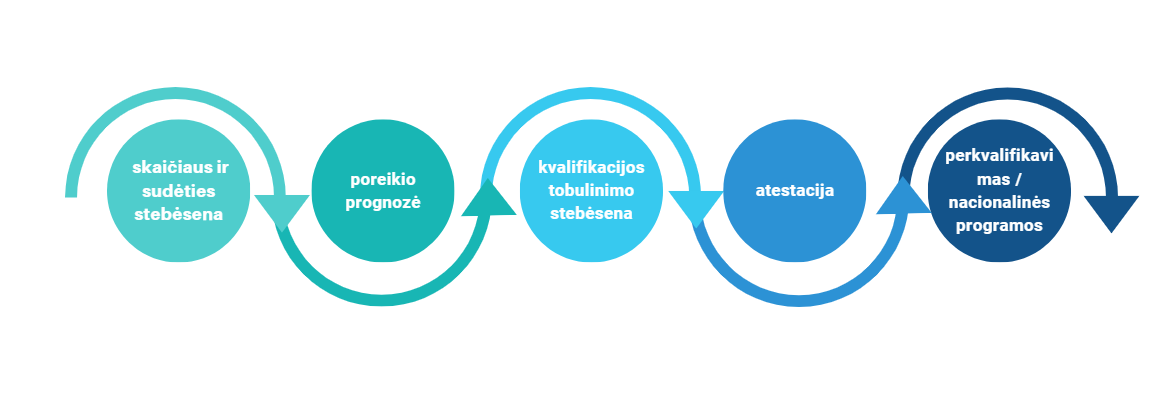 skaičiaus ir
sudėties
stebėsena
poreikio
prognozė
kvalifikacijos
tobulinimo
stebėsena
atestacija
perkvalifikavi
mas /
nacionalinės
programos